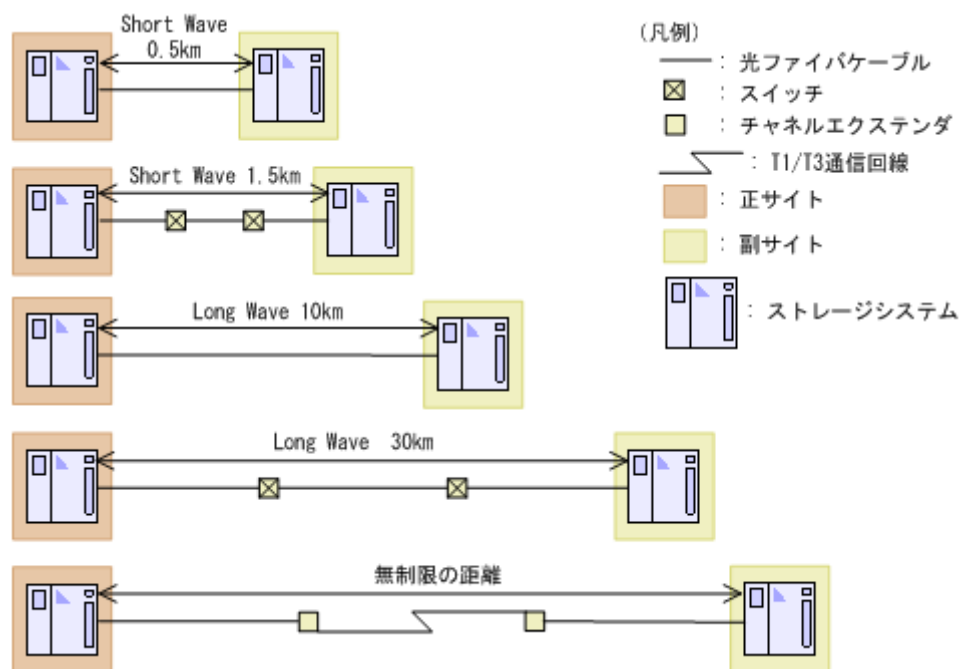 Short Wave
0.5km
Short Wave 1.5km
Long Wave 10km
Long Wave 30km
無制限の距離
(凡例)
: 光ファイバケーブル
: スイッチ
: チャネルエクステンダ
: T1/T3通信回線
: 正サイト
: 副サイト
: ストレージシステム